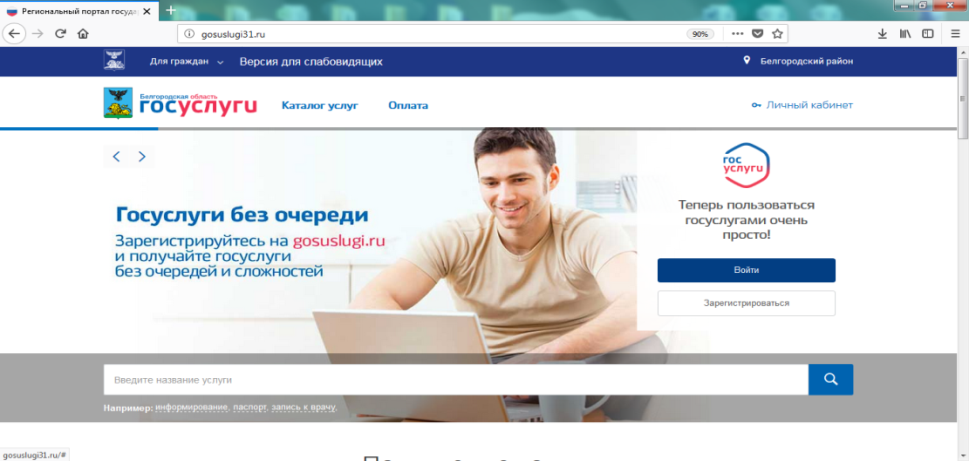 Региональный портал госуда
gosuslugi31.ru
90%
Для граждан
Версия для слабовидящих
Белгородский район
Белгородская область
госуслуги
Каталог услуг
Оплата
Личный кабинет
гос
услуги
Теперь пользоваться
госуслугами очень
просто!
Войти
Зарегистрироваться
Госуслуги без очереди
Зарегистрируйтесь на gosuslugi.ru
и получайте госуслуги
без очередей и сложностей
Введите название услуги
Например: информирование, паспорт, запись к врачу.
gosuslugi31.ru/#